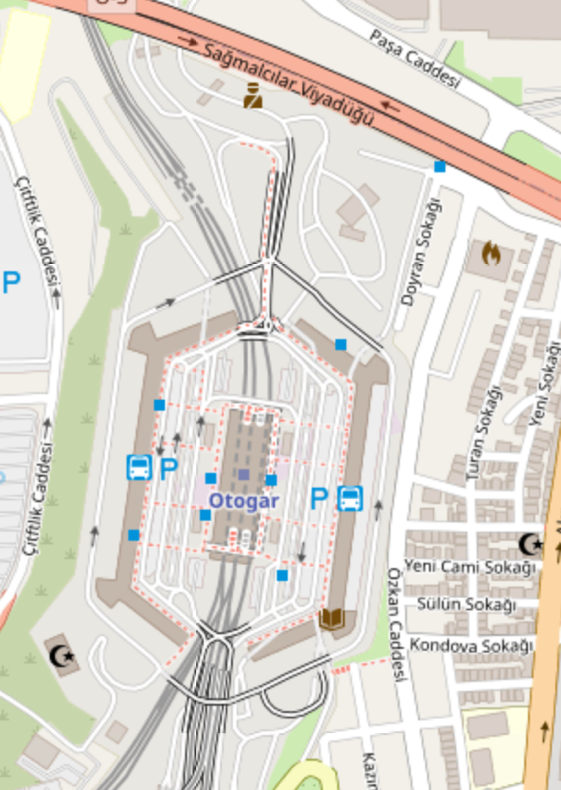 Paşa Caddesi
Sağmalcılar Viyadüğü
Çiftlik Caddesi
P
Doyran Sokağı
Yeni Sokağı
Turan Sokağı
P
P
Otogar
Çiftlik Caddesi
Yeni Cami Sokağı
Özkan Caddesi
Sülün Sokağı
Kondova Sokağı